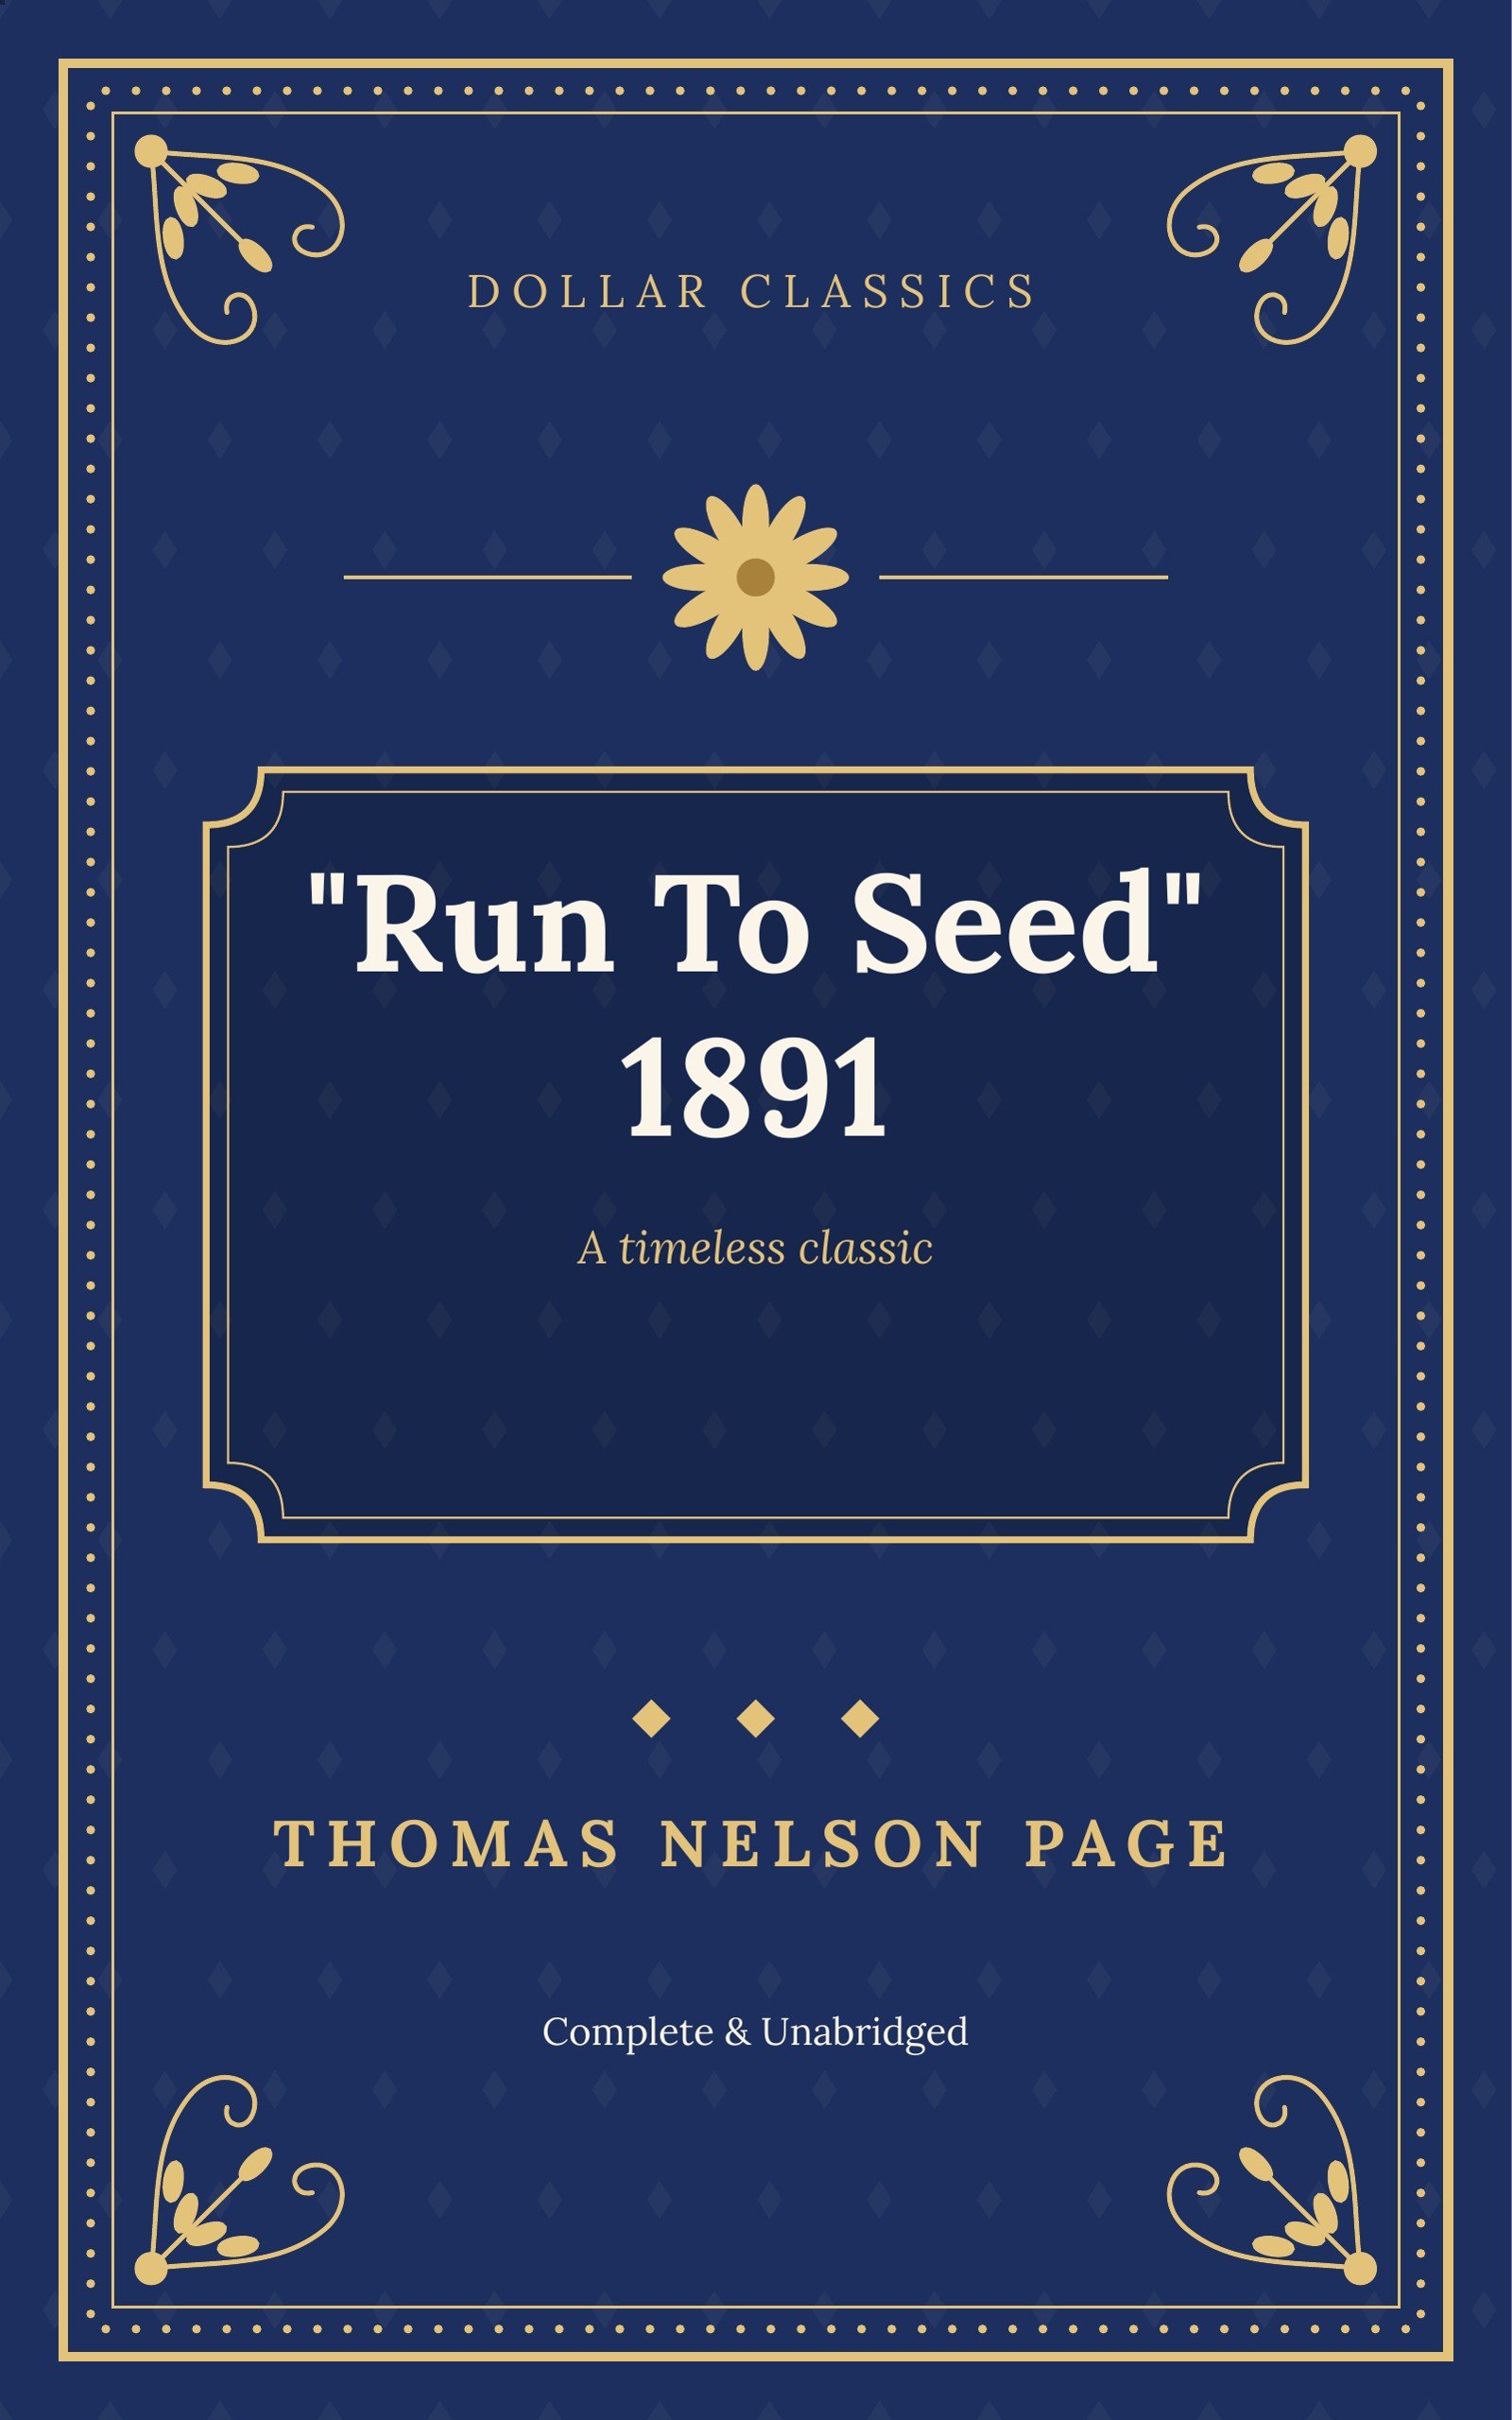 DOLLAR CLASSICS
"Run To Seed"
1891
A timeless classic
THOMAS NELSON PAGE
Complete & Unabridged